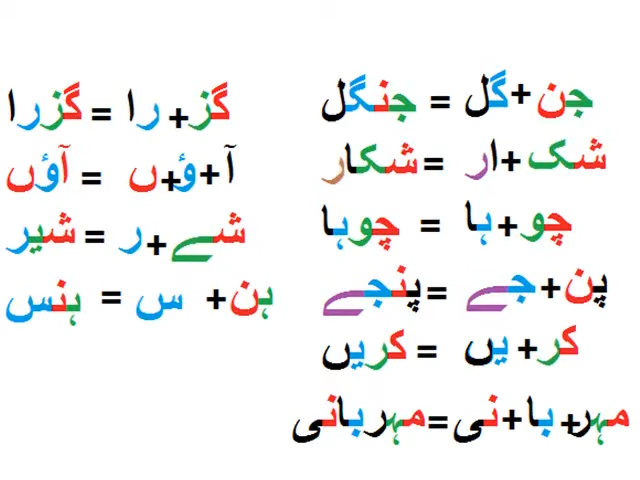 جن+گل = جنگل
شک+ار = شکار
چو+ہا = چوہا
پن+جے = پنجے
کر+یں = کریں
مہر+با+نی=مہربانی
گز+را = گزرا
آ+ؤ+ں = آؤں
شے+ر = شیر
ہن+س = ہنس